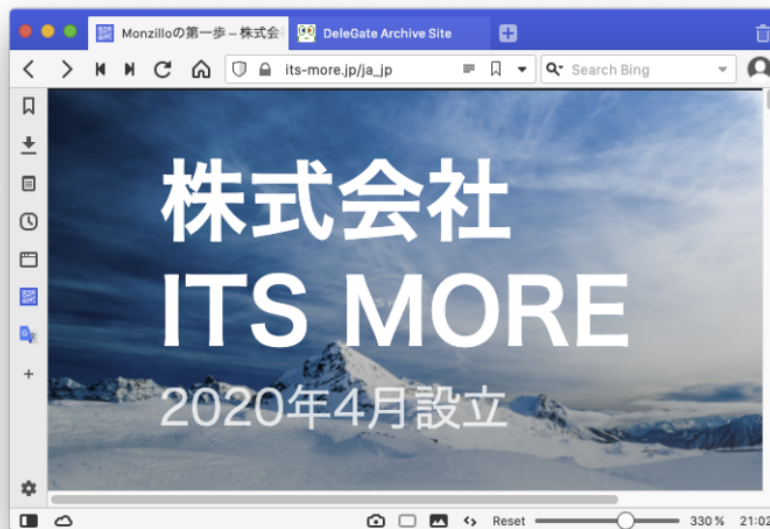 Monzilloの第一歩 – 株式会
DeleGate Archive Site
its-more.jp/ja_jp
Search Bing
株式会社
ITS MORE
2020年4月設立
Reset
330 %
21:02